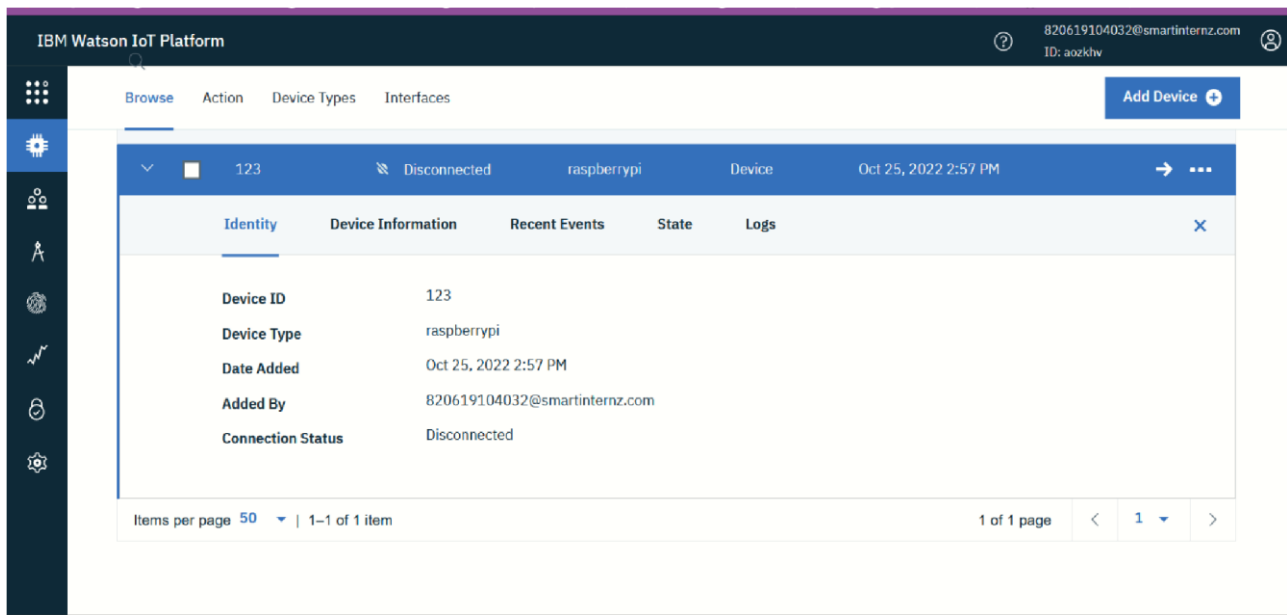 820619104032@smartinternz.com
IBM Watson IoT Platform
ID: aozkhv
Browse Action Device Types Interfaces Add Device
123 Disconnected raspberrypi Device Oct 25, 2022 2:57 PM
Identity Device Information Recent Events State Logs
Device ID 123
Device Type raspberrypi
Date Added Oct 25, 2022 2:57 PM
Added By 820619104032@smartinternz.com
Connection Status Disconnected
Items per page 50 | 1–1 of 1 item 1 of 1 page 1